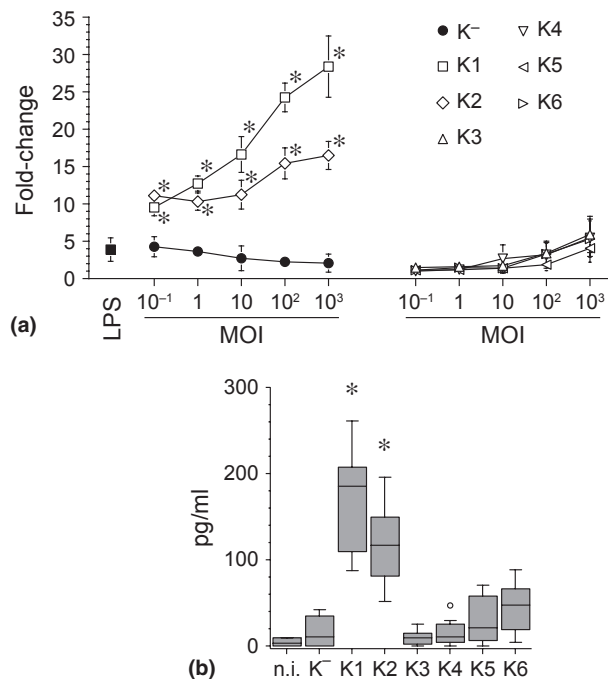 35
30
25
20
15
10
5
0
Fold-change
K⁻
K1
K2
K3
K4
K5
K6
* * * * *
* * * * *
LPS
10⁻¹ 1 10 10² 10³
MOI
10⁻¹ 1 10 10² 10³
MOI
(a)
300
200
100
0
pg/ml
* *
n.i. K⁻ K1 K2 K3 K4 K5 K6
(b)